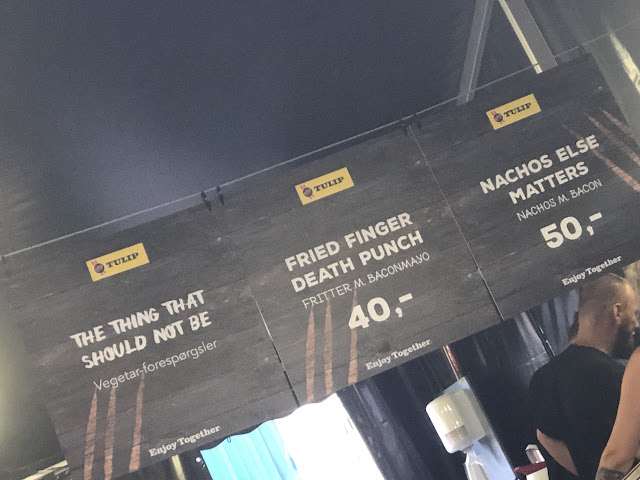 TULIP
THE THING THAT
SHOULD NOT BE
Vegetar-forespørgsler
Enjoy Together
TULIP
FRIED FINGER
DEATH PUNCH
FRITTER M. BACONMAYO
40,-
Enjoy Together
TULIP
NACHOS ELSE
MATTERS
NACHOS M. BACON
50,-
Enjoy Together